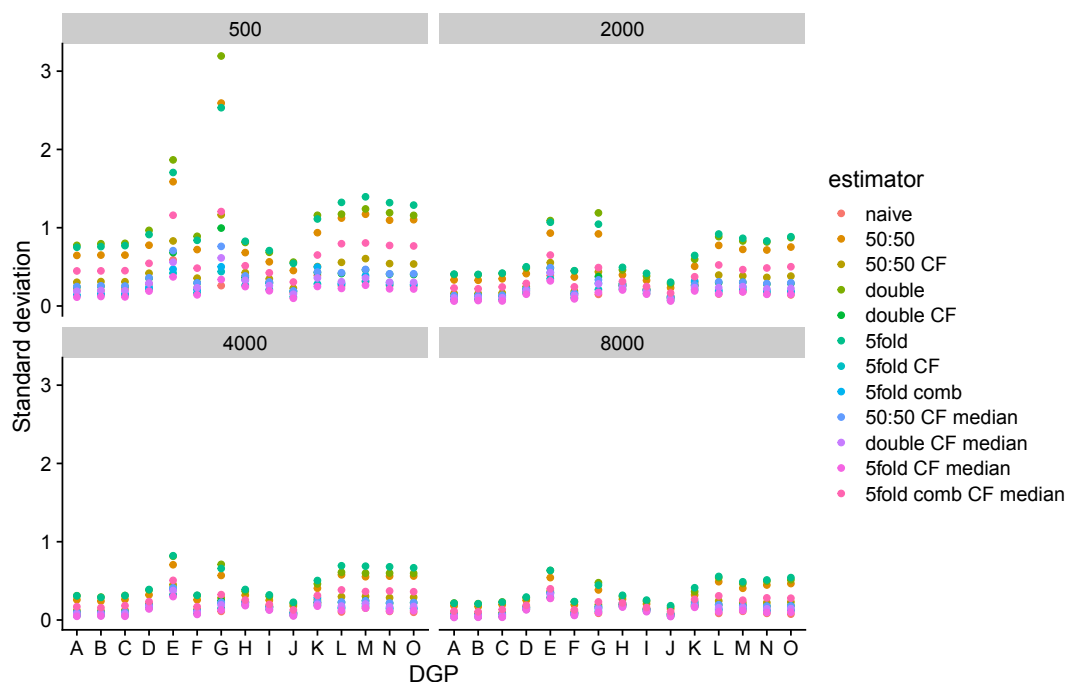 500
2000
3
2
1
0
4000
8000
3
2
1
0
Standard deviation
A B C D E F G H I J K L M N O
A B C D E F G H I J K L M N O
DGP
estimator
naive
50:50
50:50 CF
double
double CF
5fold
5fold CF
5fold comb
50:50 CF median
double CF median
5fold CF median
5fold comb CF median